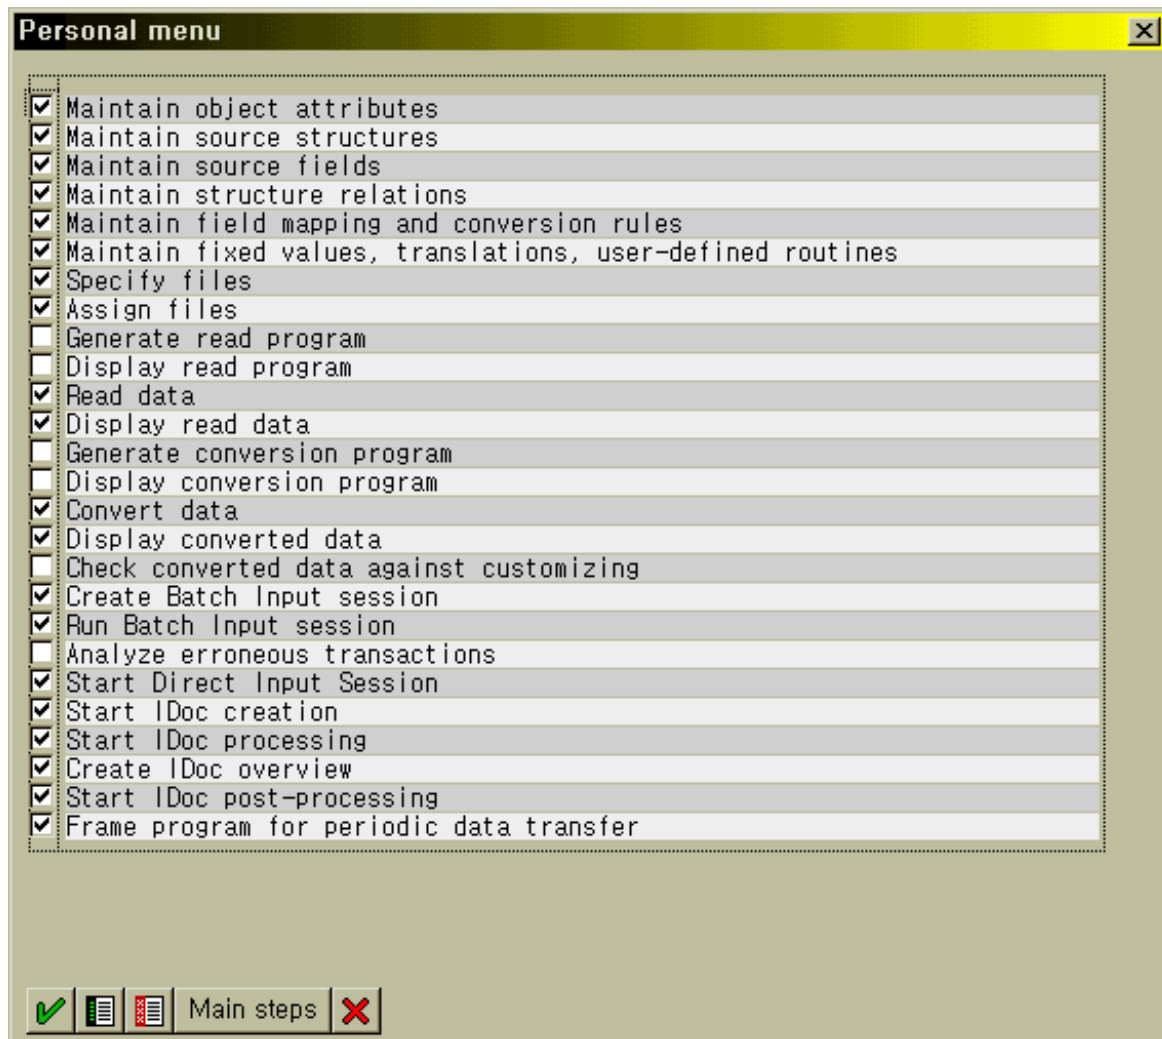 Personal menu
Maintain object attributes
Maintain source structures
Maintain source fields
Maintain structure relations
Maintain field mapping and conversion rules
Maintain fixed values, translations, user-defined routines
Specify files
Assign files
Generate read program
Display read program
Read data
Display read data
Generate conversion program
Display conversion program
Convert data
Display converted data
Check converted data against customizing
Create Batch Input session
Run Batch Input session
Analyze erroneous transactions
Start Direct Input Session
Start IDoc creation
Start IDoc processing
Create IDoc overview
Start IDoc post-processing
Frame program for periodic data transfer
Main steps